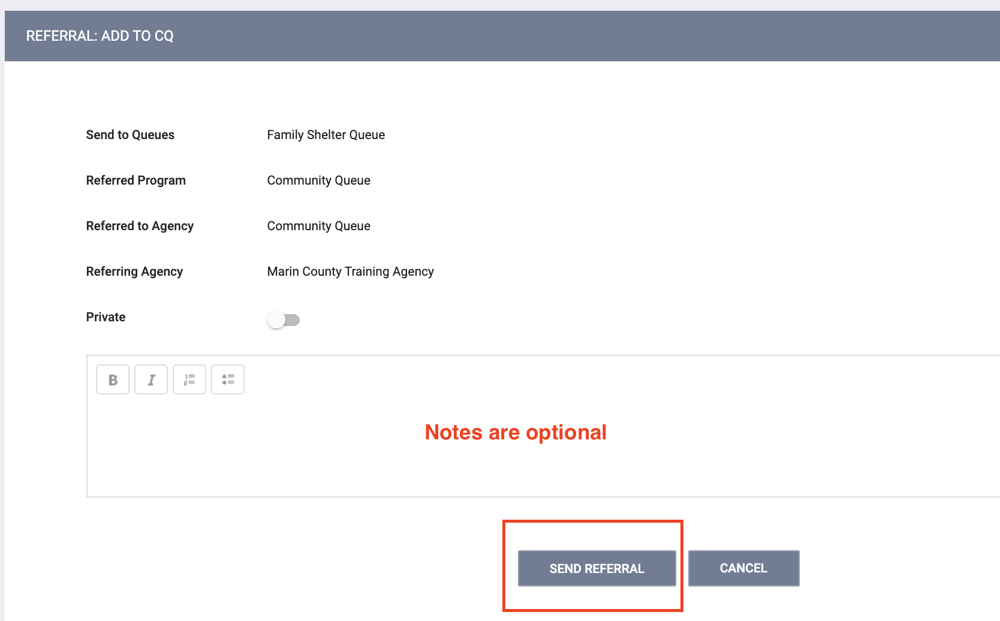 REFERRAL: ADD TO CQ
Send to Queues Family Shelter Queue
Referred Program Community Queue
Referred to Agency Community Queue
Referring Agency Marin County Training Agency
Private
B I
Notes are optional
SEND REFERRAL CANCEL